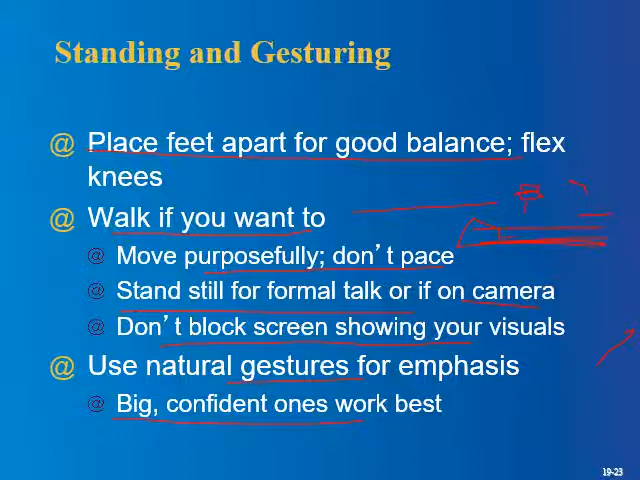 Standing and Gesturing
@ Place feet apart for good balance; flex
knees
@ Walk if you want to
@ Move purposefully; don’t pace
@ Stand still for formal talk or if on camera
@ Don’t block screen showing your visuals
@ Use natural gestures for emphasis
@ Big, confident ones work best
19-23